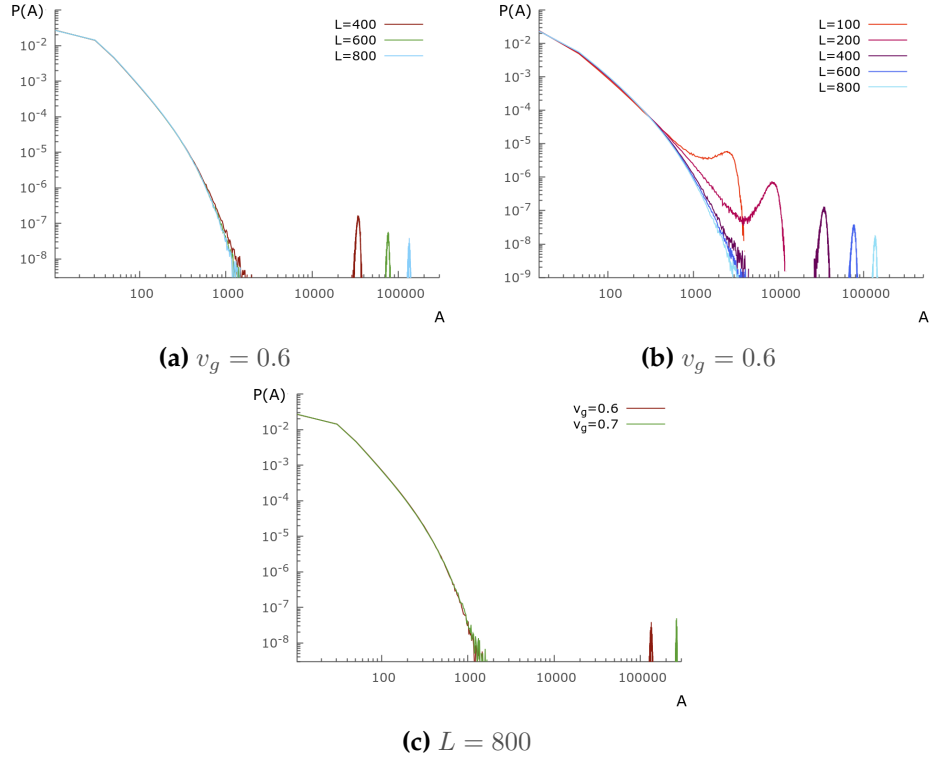 P(A)
L=400
L=600
L=800
10⁻²
10⁻³
10⁻⁴
10⁻⁵
10⁻⁶
10⁻⁷
10⁻⁸
100 1000 10000 100000
A
(a) v_g = 0.6
P(A)
L=100
L=200
L=400
L=600
L=800
10⁻²
10⁻³
10⁻⁴
10⁻⁵
10⁻⁶
10⁻⁷
10⁻⁸
10⁻⁹
100 1000 10000 100000
A
(b) v_g = 0.6
P(A)
v_g=0.6
v_g=0.7
10⁻²
10⁻³
10⁻⁴
10⁻⁵
10⁻⁶
10⁻⁷
10⁻⁸
100 1000 10000 100000
A
(c) L = 800